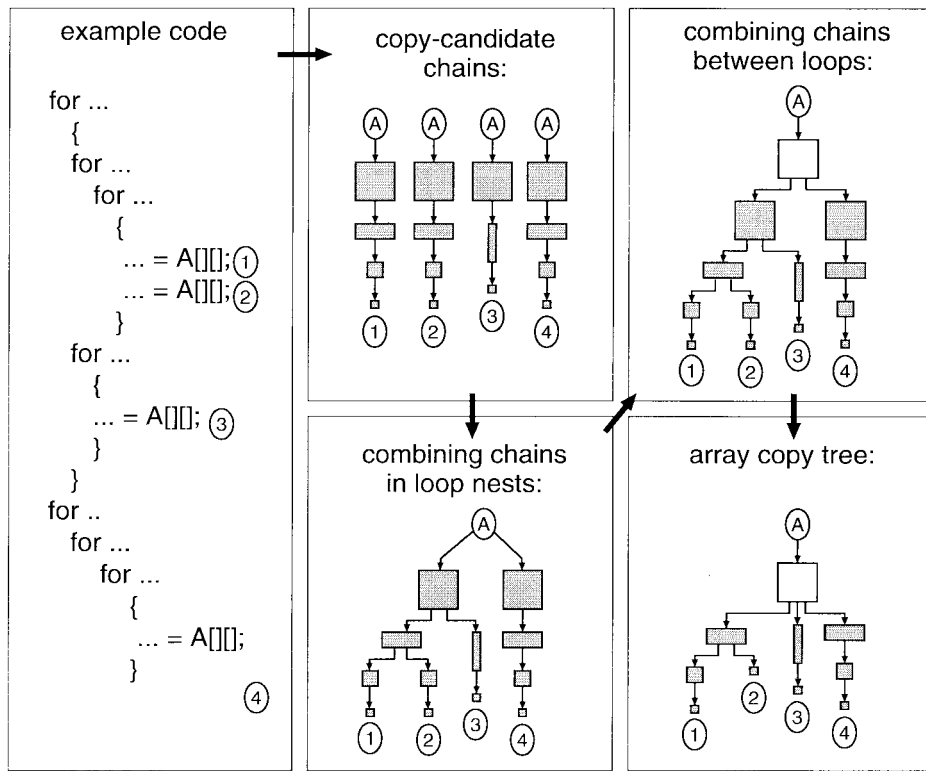 example code
for ...
{
for ...
for ...
{
... = A[][]; 1
... = A[][]; 2
}
for ...
{
... = A[][]; 3
}
}
for ..
for ...
for ...
{
... = A[][];
}
4
copy-candidate
chains:
A A A A
1 2 3 4
combining chains
in loop nests:
A
1 2 3 4
combining chains
between loops:
A
1 2 3 4
array copy tree:
A
1 2 3 4